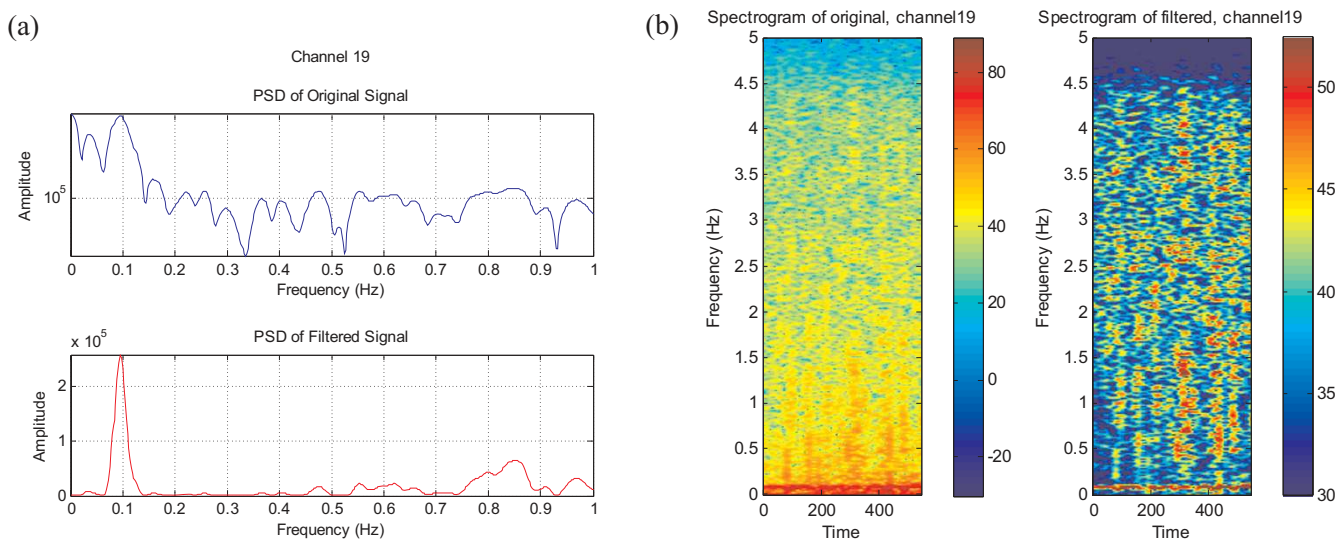 (a)
Channel 19
PSD of Original Signal
Amplitude
10^5
0 0.1 0.2 0.3 0.4 0.5 0.6 0.7 0.8 0.9 1
Frequency (Hz)
PSD of Filtered Signal
x 10^5
Amplitude
2
1
0
0 0.1 0.2 0.3 0.4 0.5 0.6 0.7 0.8 0.9 1
Frequency (Hz)
(b)
Spectrogram of original, channel19
Frequency (Hz)
5
4.5
4
3.5
3
2.5
2
1.5
1
0.5
0
0 200 400
Time
80
60
40
20
0
-20
Spectrogram of filtered, channel19
Frequency (Hz)
5
4.5
4
3.5
3
2.5
2
1.5
1
0.5
0
0 200 400
Time
50
45
40
35
30